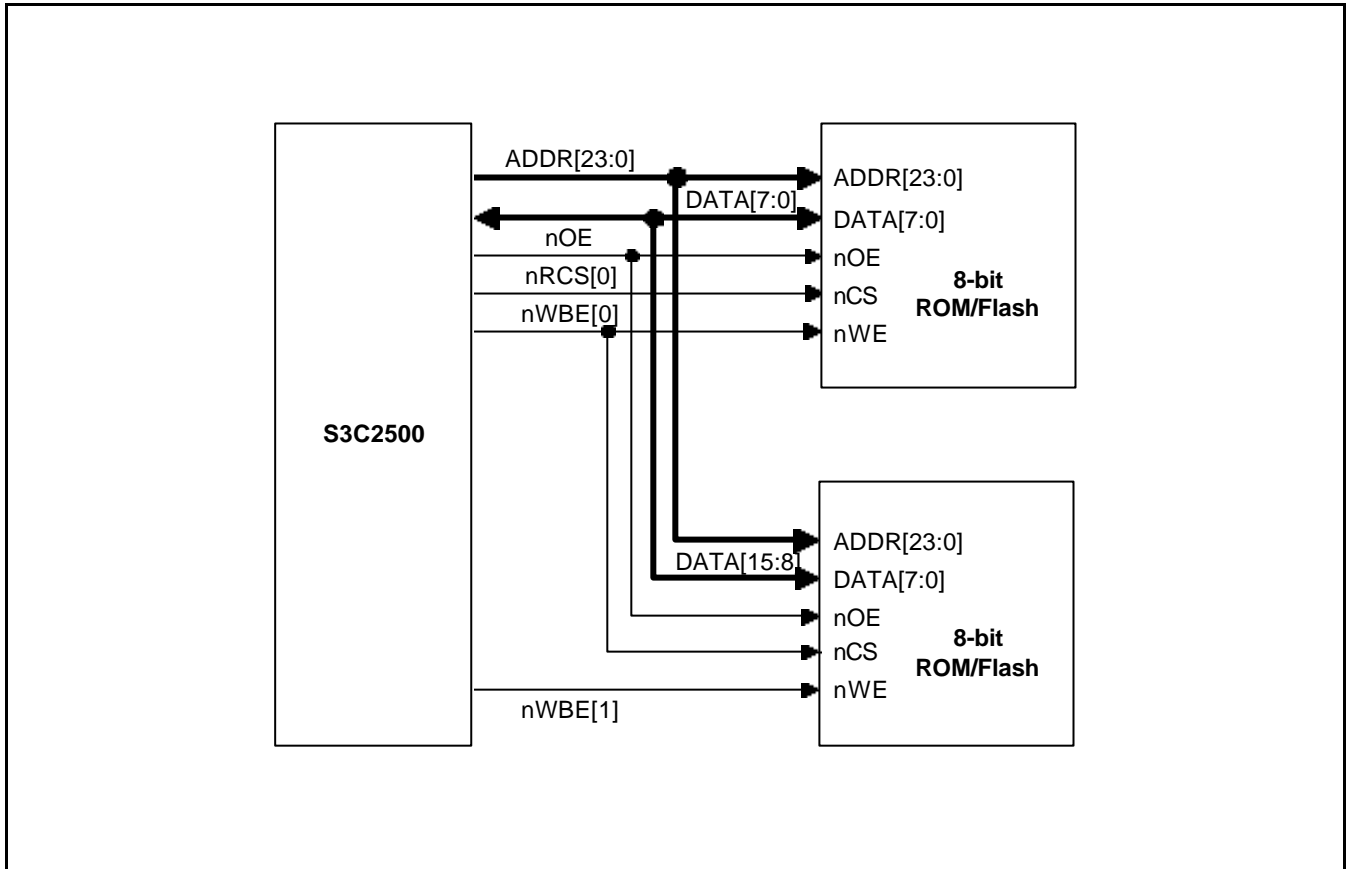 ADDR[23:0]
ADDR[23:0]
DATA[7:0]
DATA[7:0]
nOE
nOE
nRCS[0]
nCS
8-bit
ROM/Flash
nWBE[0]
nWE
S3C2500
ADDR[23:0]
DATA[15:8]
DATA[7:0]
nOE
nCS
8-bit
ROM/Flash
nWE
nWBE[1]